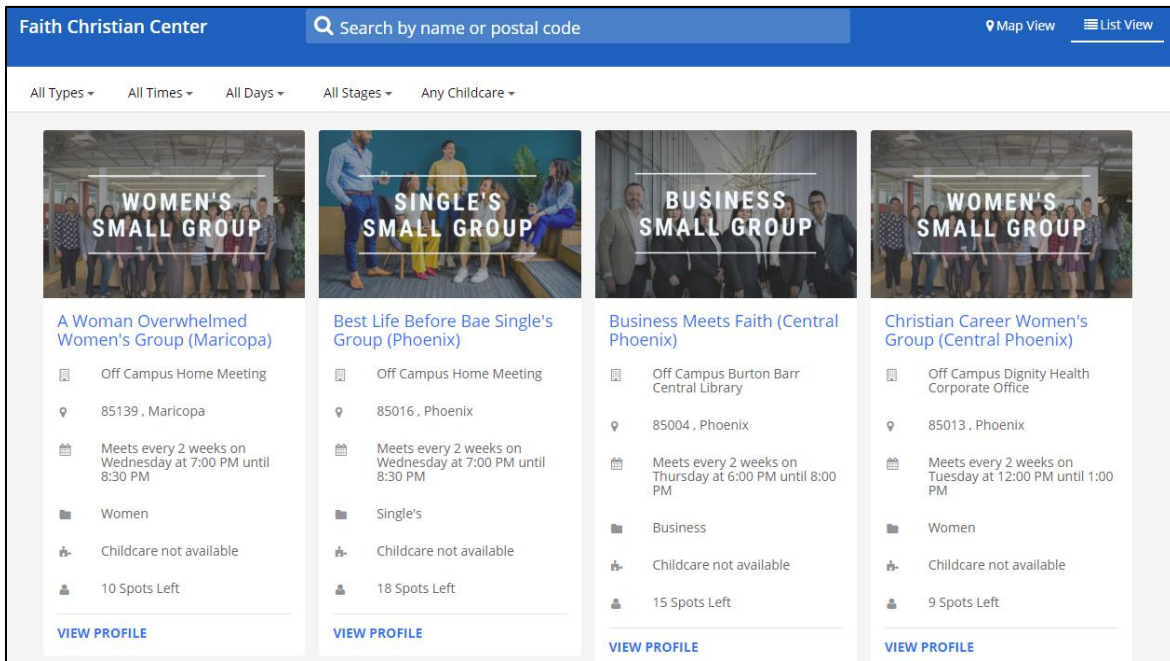 Faith Christian Center
Search by name or postal code
Map View
List View
All Types
All Times
All Days
All Stages
Any Childcare
WOMEN'S
SMALL GROUP
A Woman Overwhelmed
Women's Group (Maricopa)
Off Campus Home Meeting
85139 , Maricopa
Meets every 2 weeks on
Wednesday at 7:00 PM until
8:30 PM
Women
Childcare not available
10 Spots Left
VIEW PROFILE
SINGLE'S
SMALL GROUP
Best Life Before Bae Single's
Group (Phoenix)
Off Campus Home Meeting
85016 , Phoenix
Meets every 2 weeks on
Wednesday at 7:00 PM until
8:30 PM
Single's
Childcare not available
18 Spots Left
VIEW PROFILE
BUSINESS
SMALL GROUP
Business Meets Faith (Central
Phoenix)
Off Campus Burton Barr
Central Library
85004 , Phoenix
Meets every 2 weeks on
Thursday at 6:00 PM until 8:00
PM
Business
Childcare not available
15 Spots Left
VIEW PROFILE
WOMEN'S
SMALL GROUP
Christian Career Women's
Group (Central Phoenix)
Off Campus Dignity Health
Corporate Office
85013 , Phoenix
Meets every 2 weeks on
Tuesday at 12:00 PM until 1:00
PM
Women
Childcare not available
9 Spots Left
VIEW PROFILE